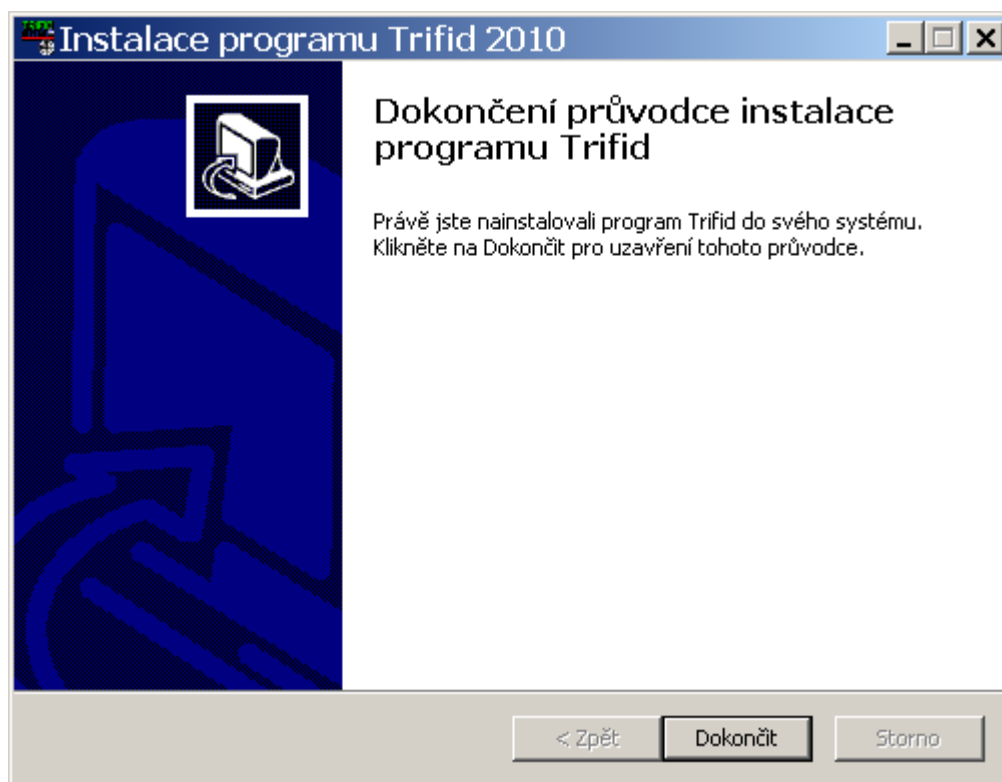 Instalace programu Trifid 2010
Dokončení průvodce instalace
programu Trifid
Právě jste nainstalovali program Trifid do svého systému.
Klikněte na Dokončit pro uzavření tohoto průvodce.
< Zpět
Dokončit
Storno